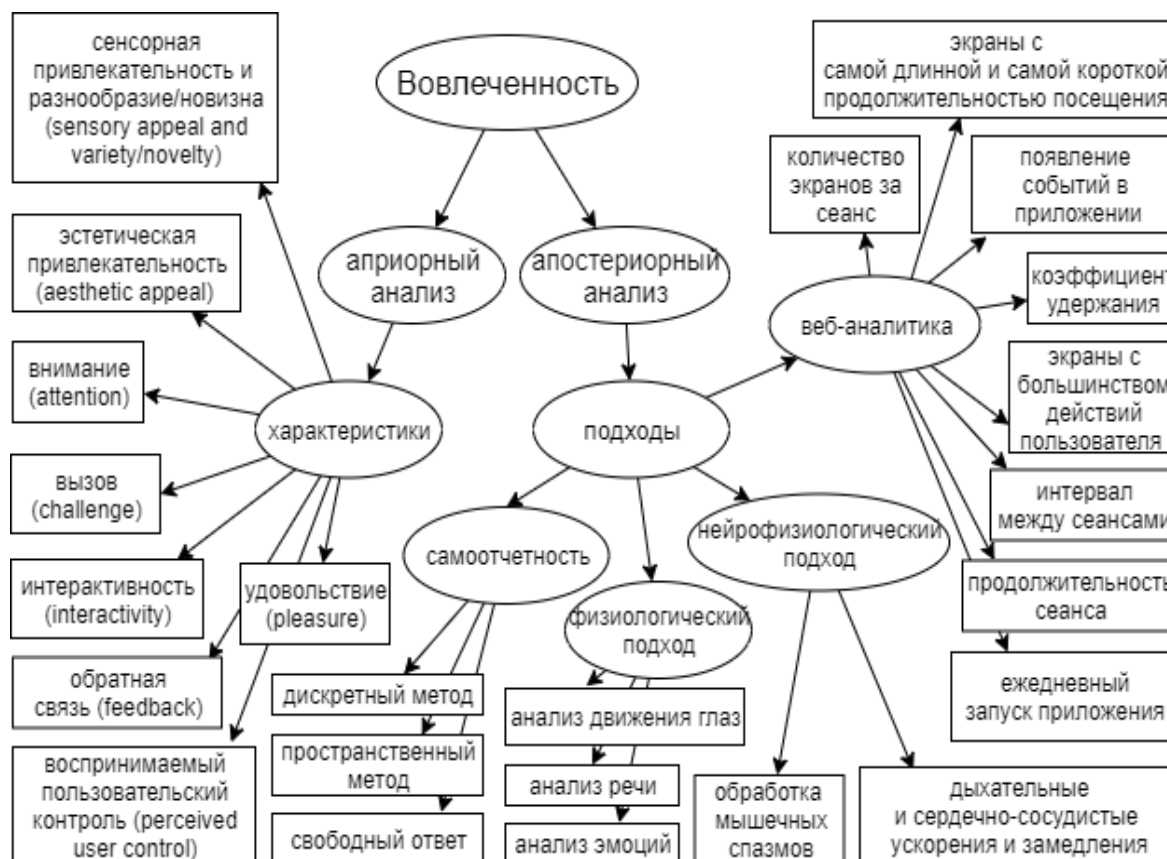 Вовлеченность
априорный
анализ
апостериорный
анализ
характеристики
сенсорная
привлекательность и
разнообразие/новизна
(sensory appeal and
variety/novelty)
эстетическая
привлекательность
(aesthetic appeal)
внимание
(attention)
вызов
(challenge)
интерактивность
(interactivity)
обратная
связь (feedback)
воспринимаемый
пользовательский
контроль (perceived
user control)
удовольствие
(pleasure)
подходы
самоотчетность
дискретный метод
пространственный
метод
свободный ответ
физиологический
подход
анализ движения глаз
анализ речи
анализ эмоций
нейрофизиологический
подход
обработка
мышечных
спазмов
дыхательные
и сердечно-сосудистые
ускорения и замедления
веб-аналитика
количество
экранов за
сеанс
экраны с
самой длинной и самой короткой
продолжительностью посещения
появление
событий в
приложении
коэффициент
удержания
экраны с
большинством
действий
пользователя
интервал
между сеансами
продолжительность
сеанса
ежедневный
запуск приложения